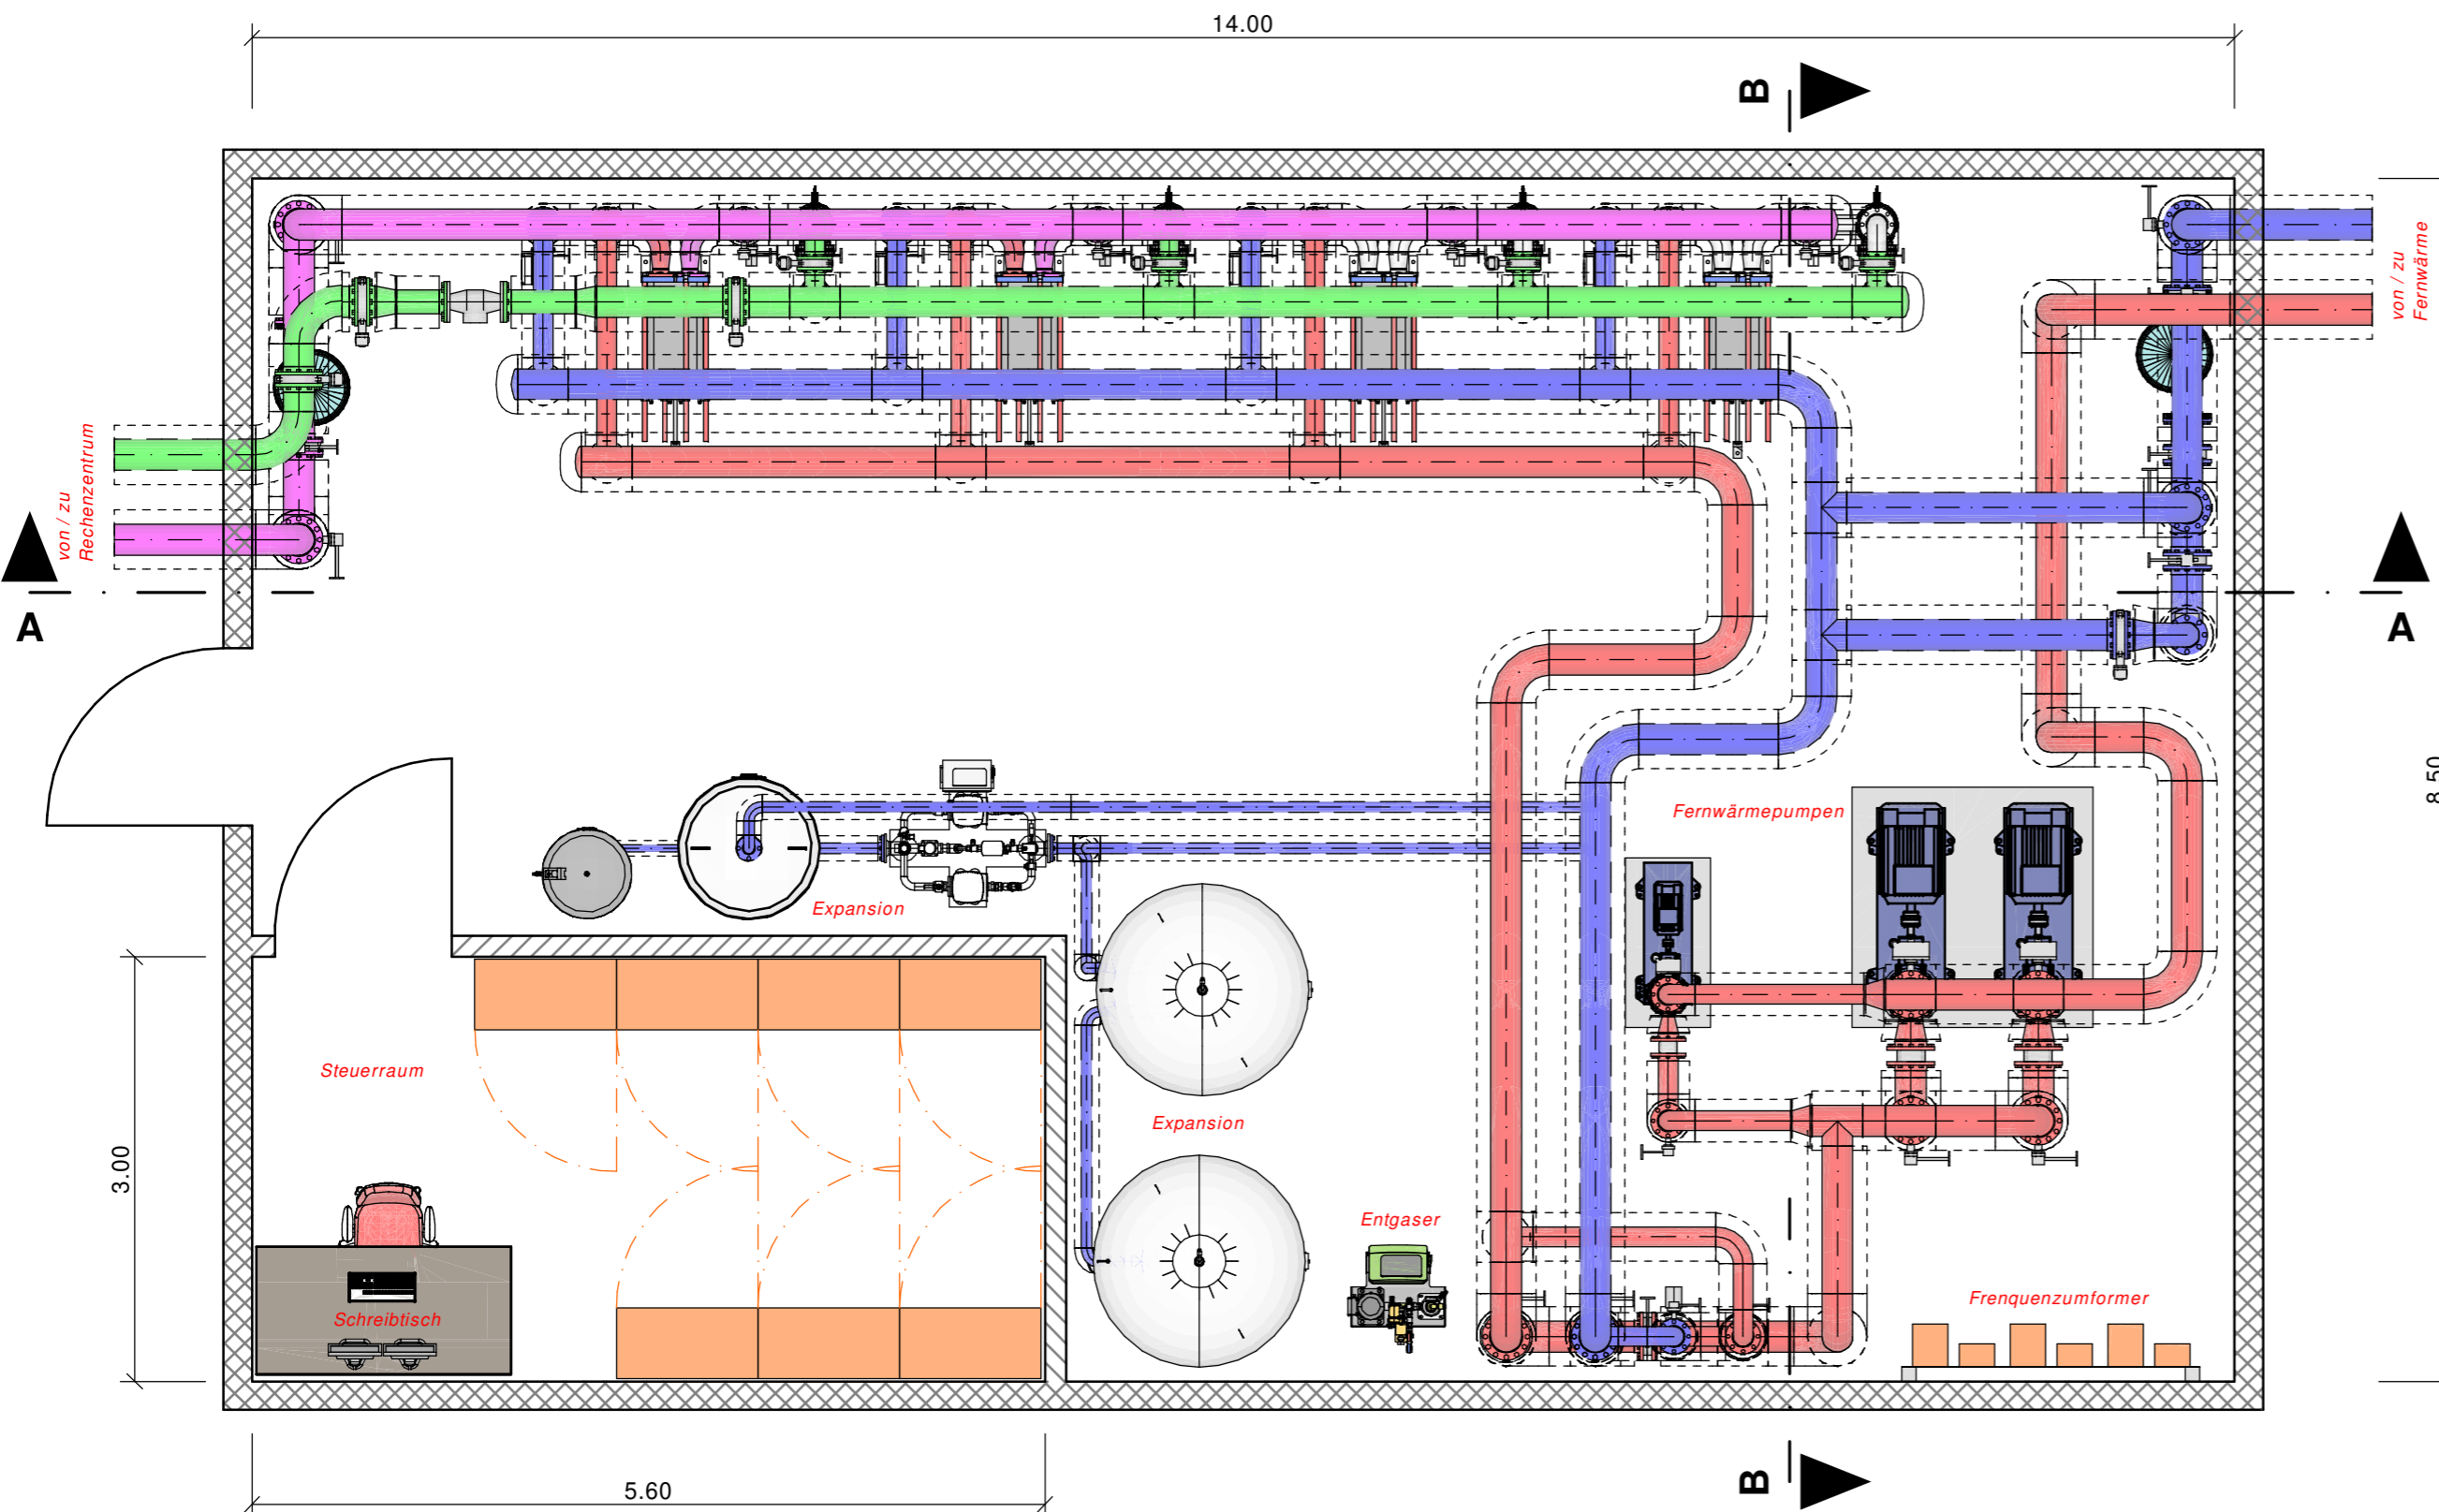 14.00
B
von / zu
Fernwärme
von / zu
Rechenzentrum
A
A
8.50
Fernwärmepumpen
Expansion
Steuerraum
Expansion
3.00
Entgaser
Frenquenzumformer
Schreibtisch
B
5.60